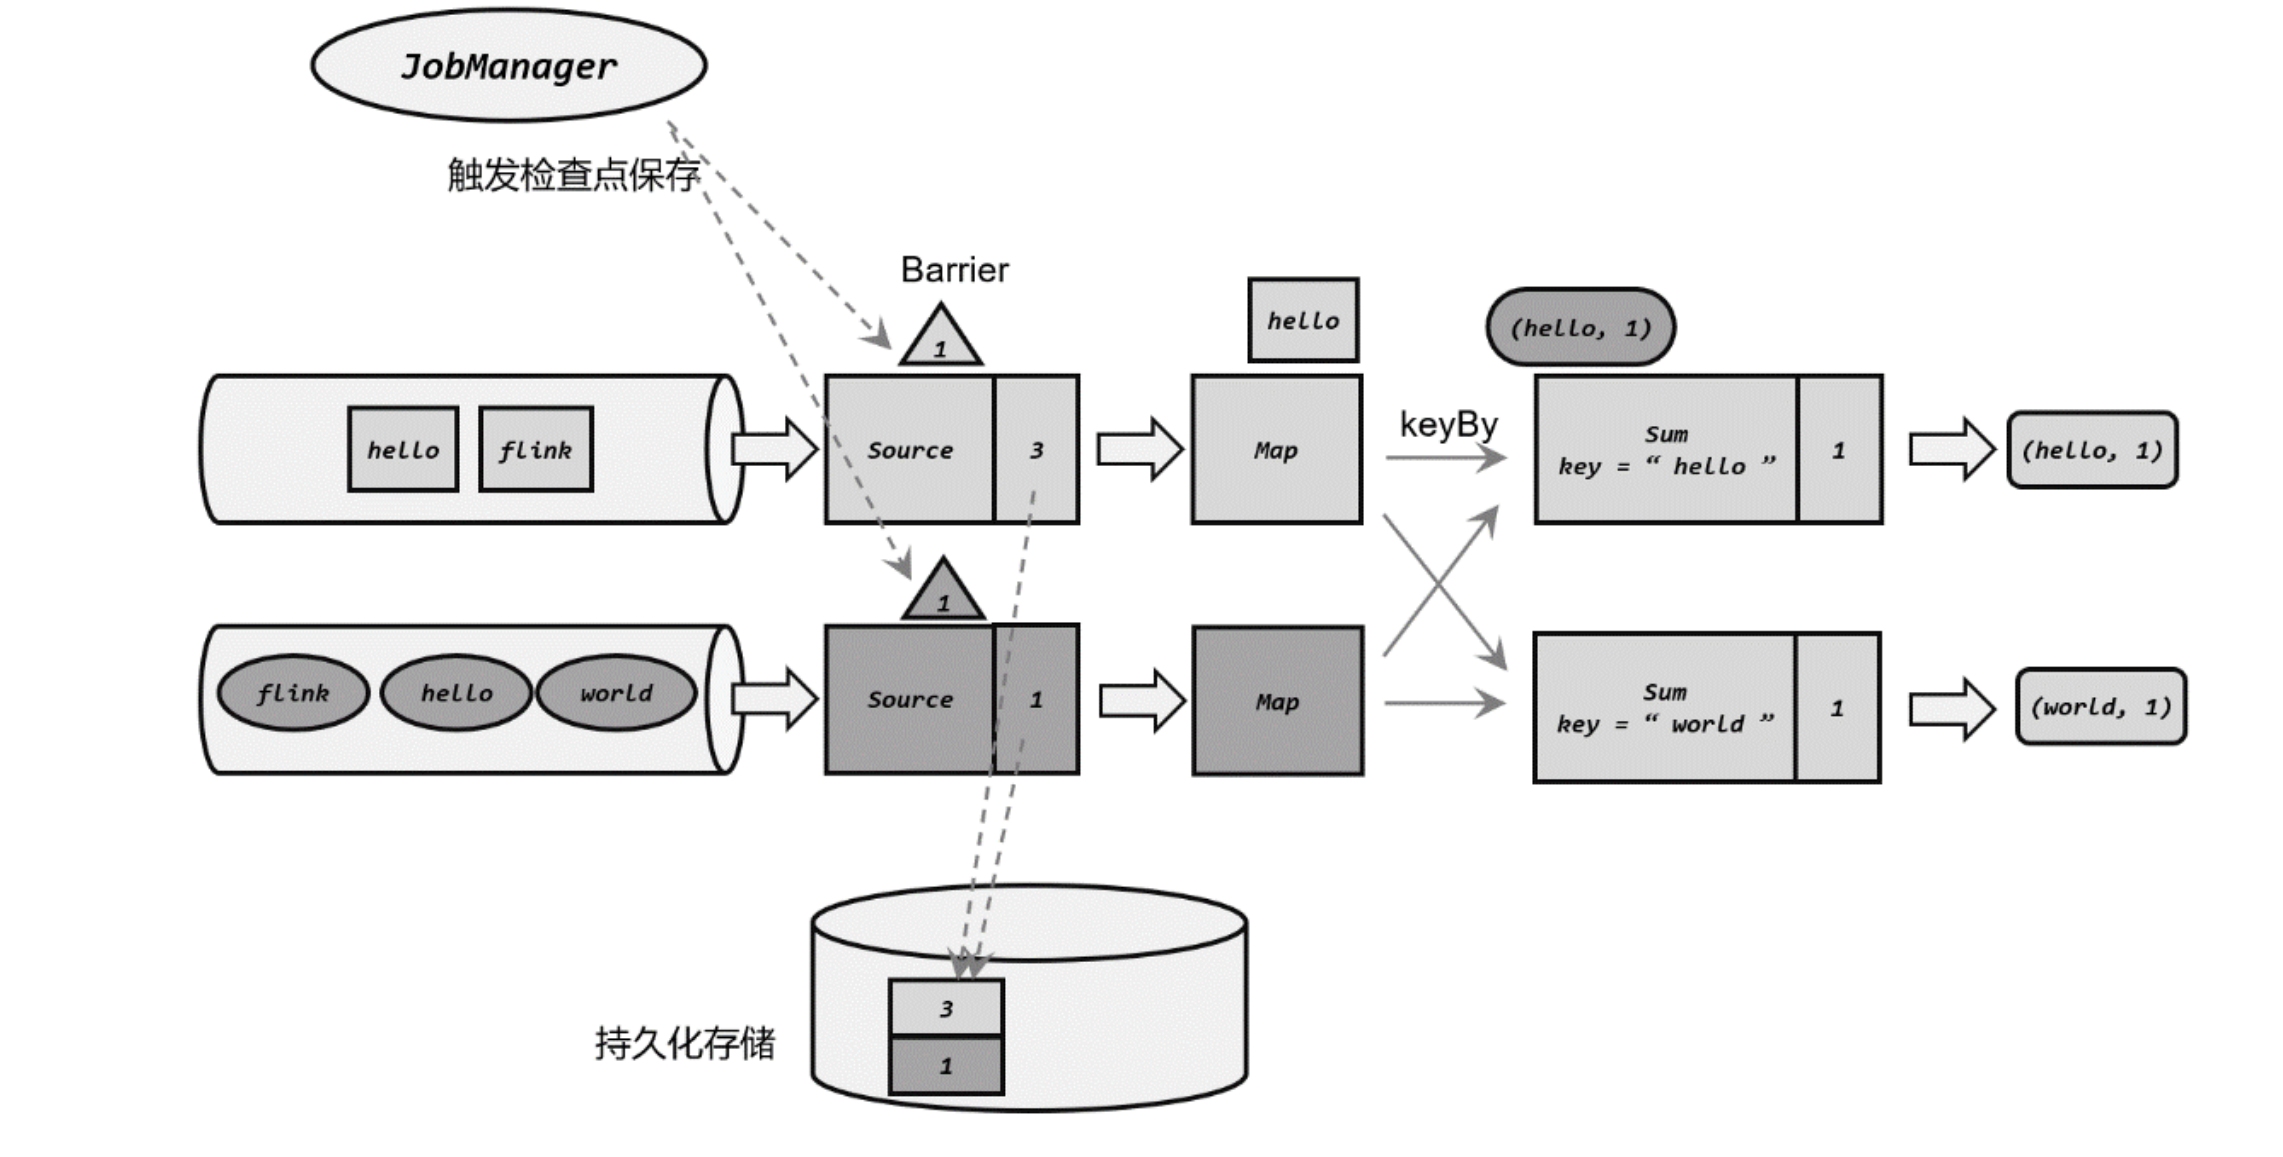 JobManager
触发检查点保存
Barrier
1
hello
(hello, 1)
hello
flink
Source
3
Map
keyBy
Sum
key = “ hello ”
1
(hello, 1)
1
flink
hello
world
Source
1
Map
Sum
key = “ world ”
1
(world, 1)
持久化存储
3
1